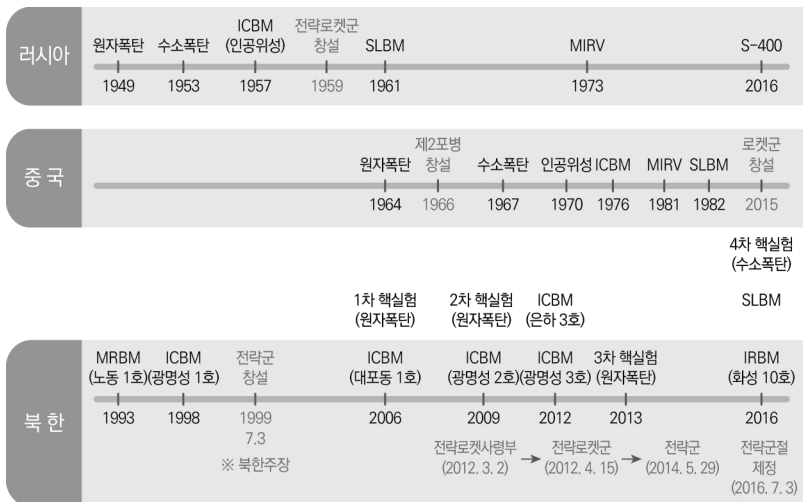 러시아
원자폭탄
수소폭탄
ICBM
(인공위성)
전략로켓군
창설
SLBM
MIRV
S-400
1949
1953
1957
1959
1961
1973
2016
중 국
원자폭탄
제2포병
창설
수소폭탄
인공위성
ICBM
MIRV
SLBM
로켓군
창설
1964
1966
1967
1970
1976
1981
1982
2015
4차 핵실험
(수소폭탄)
1차 핵실험
(원자폭탄)
2차 핵실험
(원자폭탄)
ICBM
(은하 3호)
SLBM
북 한
MRBM
(노동 1호)
ICBM
(광명성 1호)
전략군
창설
ICBM
(대포동 1호)
ICBM
(광명성 2호)
ICBM
(광명성 3호)
3차 핵실험
(원자폭탄)
IRBM
(화성 10호)
1993
1998
1999
7.3
※ 북한주장
2006
2009
2012
2013
2016
전략로켓사령부
(2012. 3. 2)
→
전략로켓군
(2012. 4. 15)
→
전략군
(2014. 5. 29)
전략군절
제정
(2016. 7. 3)